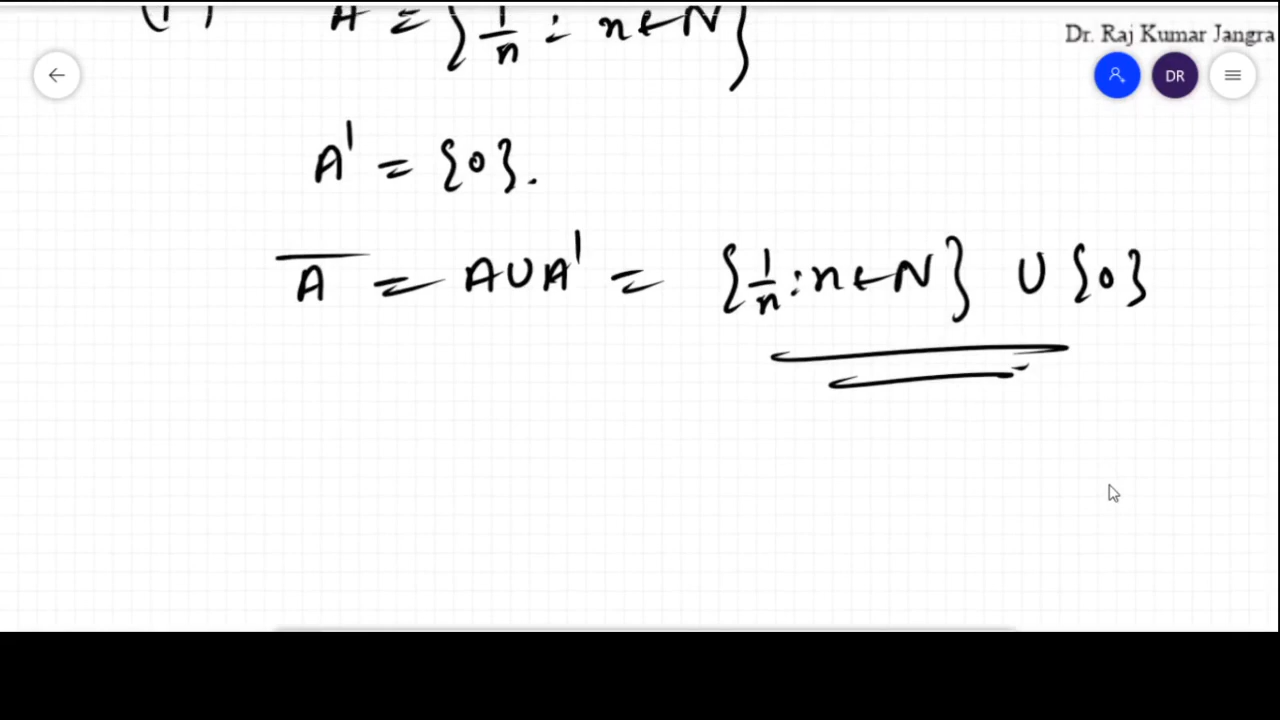 Dr. Raj Kumar Jangra
(i) A = {1/n : n ∈ N}
DR
A' = {0}.
A̅ = A∪A' = {1/n : n ∈ N} ∪ {0}